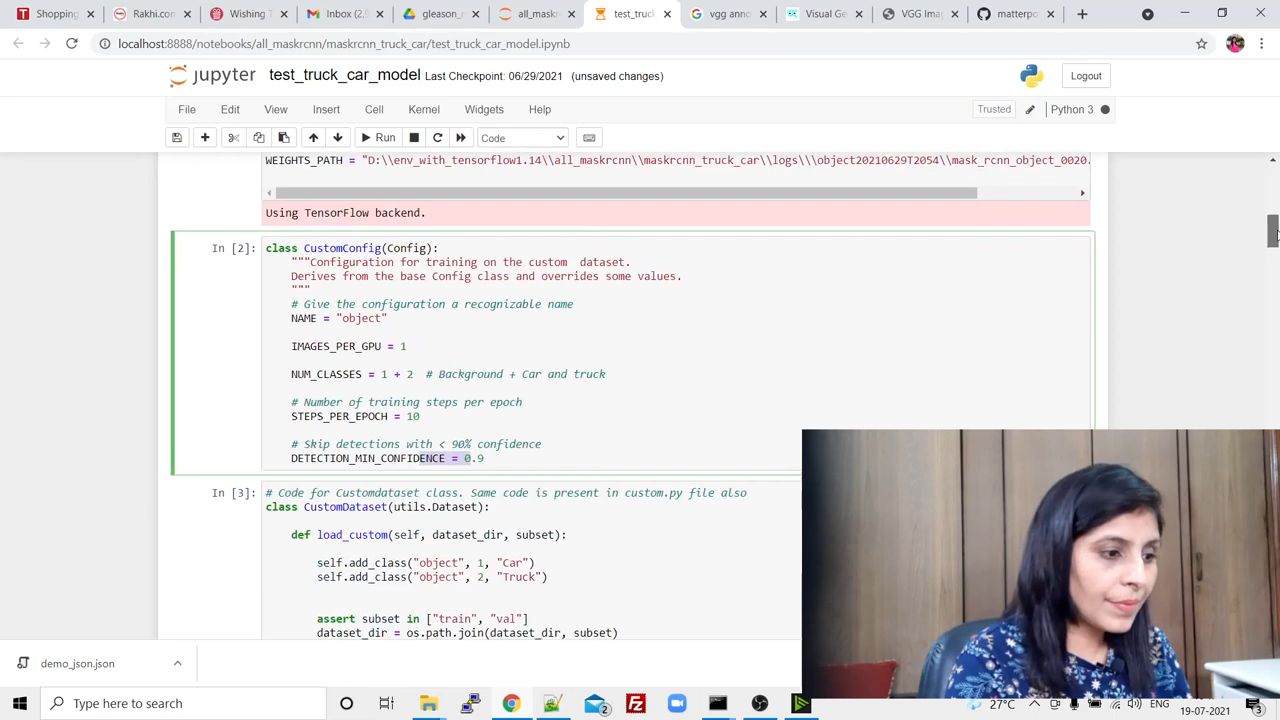 Shopping
Rakhi.com
Wishing T
Inbox (2,9
gleason_m
all_maskr
test_truck
vgg anno
Visual Ge
VGG Imag
matterpo
localhost:8888/notebooks/all_maskrcnn/maskrcnn_truck_car/test_truck_car_model.ipynb
jupyter test_truck_car_model Last Checkpoint: 06/29/2021 (unsaved changes)
Logout
File Edit View Insert Cell Kernel Widgets Help
Trusted
Python 3
Run
Code
WEIGHTS_PATH = "D:\\env_with_tensorflow1.14\\all_maskrcnn\\maskrcnn_truck_car\\logs\\\object20210629T2054\\mask_rcnn_object_0020.
Using TensorFlow backend.
In [2]: class CustomConfig(Config):
"""Configuration for training on the custom  dataset.
Derives from the base Config class and overrides some values.
"""
# Give the configuration a recognizable name
NAME = "object"
IMAGES_PER_GPU = 1
NUM_CLASSES = 1 + 2  # Background + Car and truck
# Number of training steps per epoch
STEPS_PER_EPOCH = 10
# Skip detections with < 90% confidence
DETECTION_MIN_CONFIDENCE = 0.9
In [3]: # Code for Customdataset class. Same code is present in custom.py file also
class CustomDataset(utils.Dataset):
def load_custom(self, dataset_dir, subset):
self.add_class("object", 1, "Car")
self.add_class("object", 2, "Truck")
assert subset in ["train", "val"]
dataset_dir = os.path.join(dataset_dir, subset)
demo_json.json
Type here to search
2
27°C
ENG
19-07-2021
3